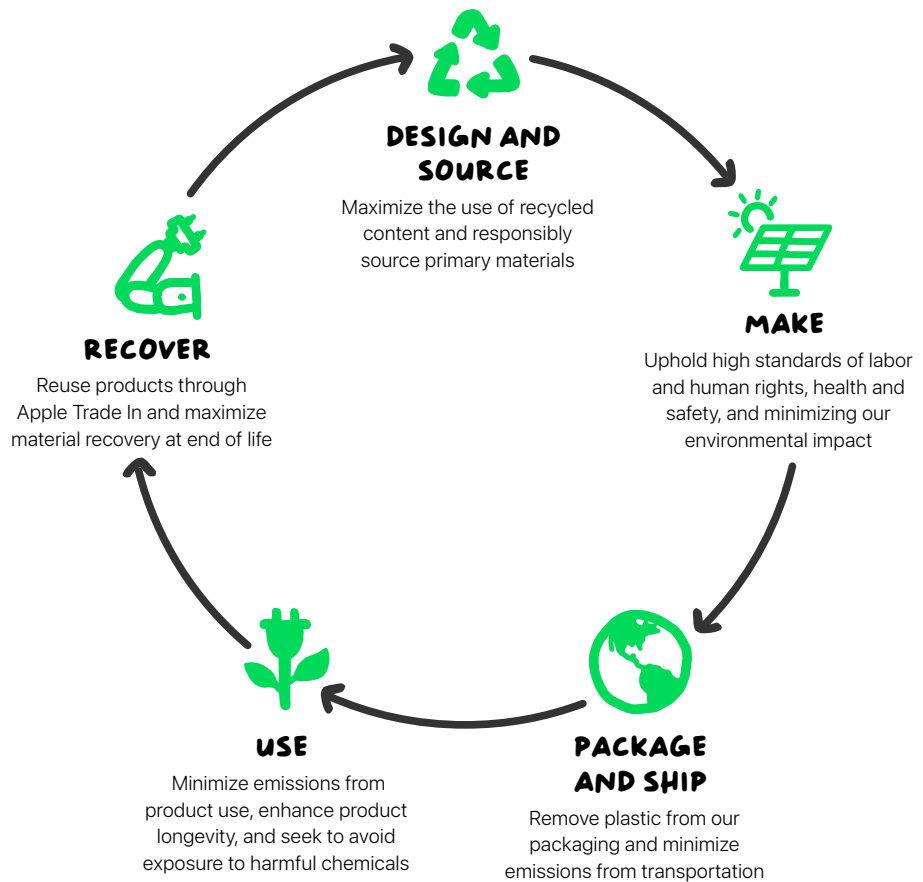 DESIGN AND
SOURCE
Maximize the use of recycled
content and responsibly
source primary materials
MAKE
Uphold high standards of labor
and human rights, health and
safety, and minimizing our
environmental impact
PACKAGE
AND SHIP
Remove plastic from our
packaging and minimize
emissions from transportation
USE
Minimize emissions from
product use, enhance product
longevity, and seek to avoid
exposure to harmful chemicals
RECOVER
Reuse products through
Apple Trade In and maximize
material recovery at end of life